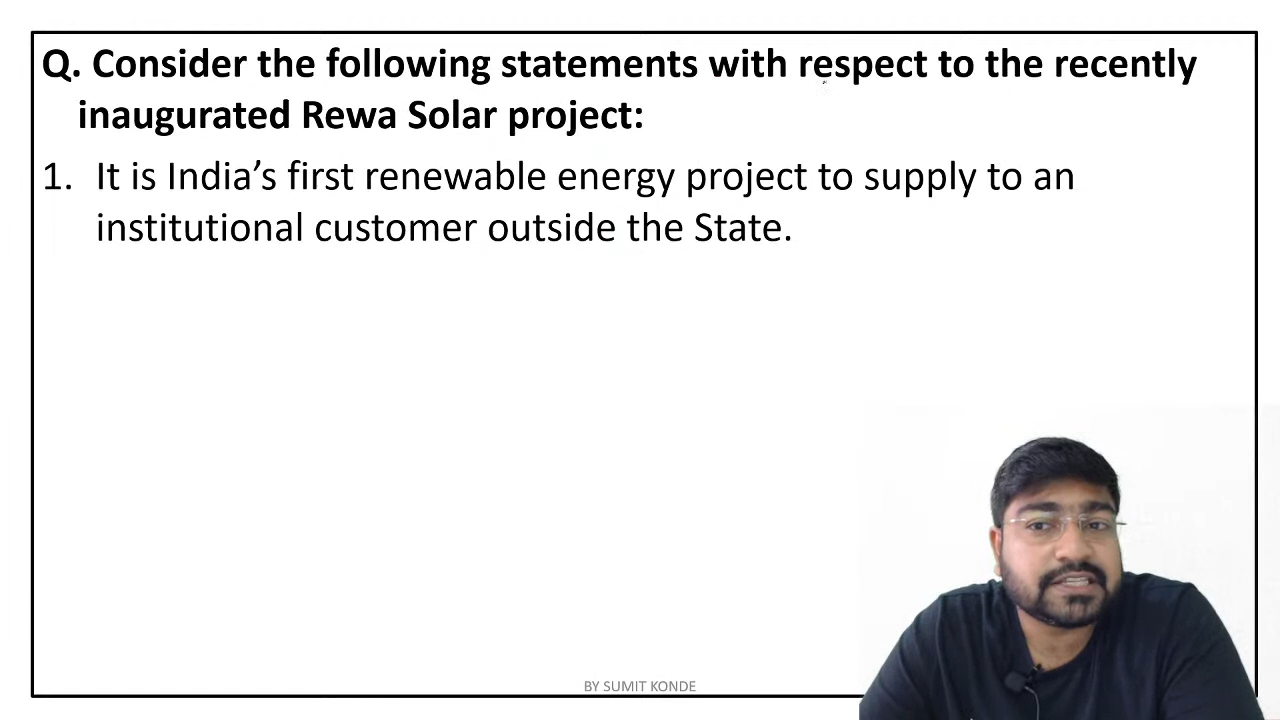 Q. Consider the following statements with respect to the recently
inaugurated Rewa Solar project:
1. It is India’s first renewable energy project to supply to an
institutional customer outside the State.
BY SUMIT KONDE